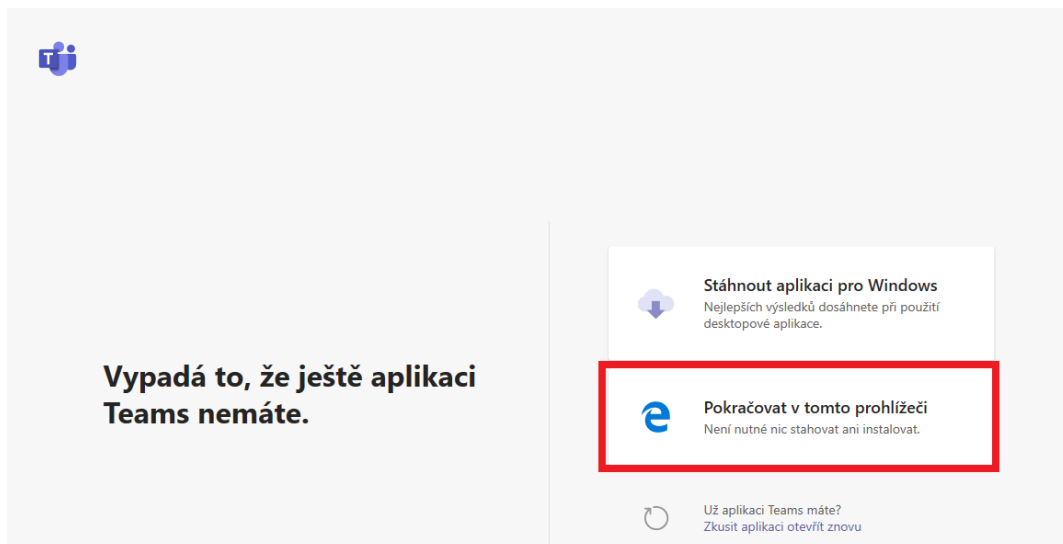 Vypadá to, že ještě aplikaci
Teams nemáte.
Stáhnout aplikaci pro Windows
Nejlepších výsledků dosáhnete při použití
desktopové aplikace.
Pokračovat v tomto prohlížeči
Není nutné nic stahovat ani instalovat.
Už aplikaci Teams máte?
Zkusit aplikaci otevřít znovu